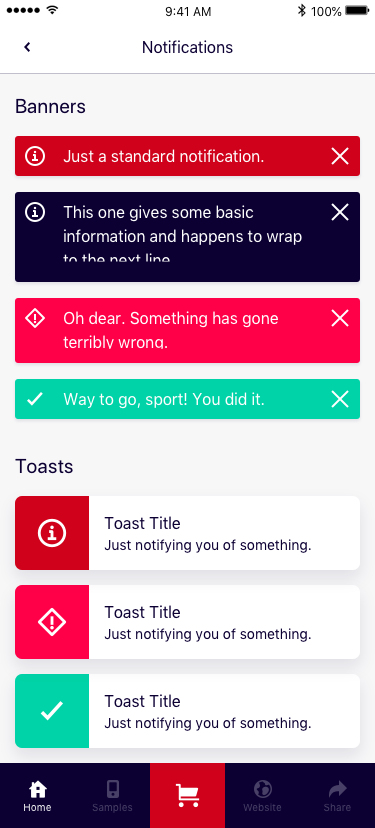 9:41 AM 100%
Notifications
Banners
Just a standard notification.
This one gives some basic
information and happens to wrap
to the next line
Oh dear. Something has gone
terribly wrong.
Way to go, sport! You did it.
Toasts
Toast Title
Just notifying you of something.
Toast Title
Just notifying you of something.
Toast Title
Just notifying you of something.
Home Samples Website Share